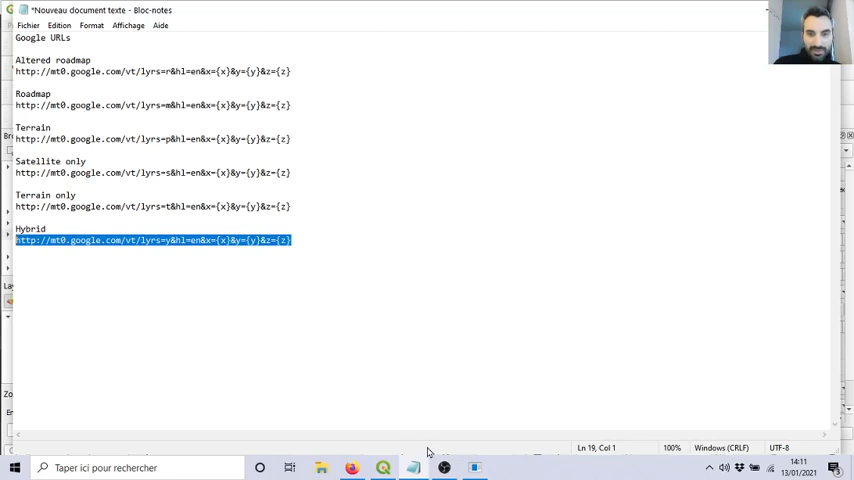 *Nouveau document texte - Bloc-notes
Fichier Edition Format Affichage Aide
Google URLs
Altered roadmap
http://mt0.google.com/vt/lyrs=r&hl=en&x={x}&y={y}&z={z}
Roadmap
http://mt0.google.com/vt/lyrs=m&hl=en&x={x}&y={y}&z={z}
Terrain
http://mt0.google.com/vt/lyrs=p&hl=en&x={x}&y={y}&z={z}
Satellite only
http://mt0.google.com/vt/lyrs=s&hl=en&x={x}&y={y}&z={z}
Terrain only
http://mt0.google.com/vt/lyrs=t&hl=en&x={x}&y={y}&z={z}
Hybrid
http://mt0.google.com/vt/lyrs=y&hl=en&x={x}&y={y}&z={z}
Ln 19, Col 1 100% Windows (CRLF) UTF-8
Taper ici pour rechercher
14:11
13/01/2021